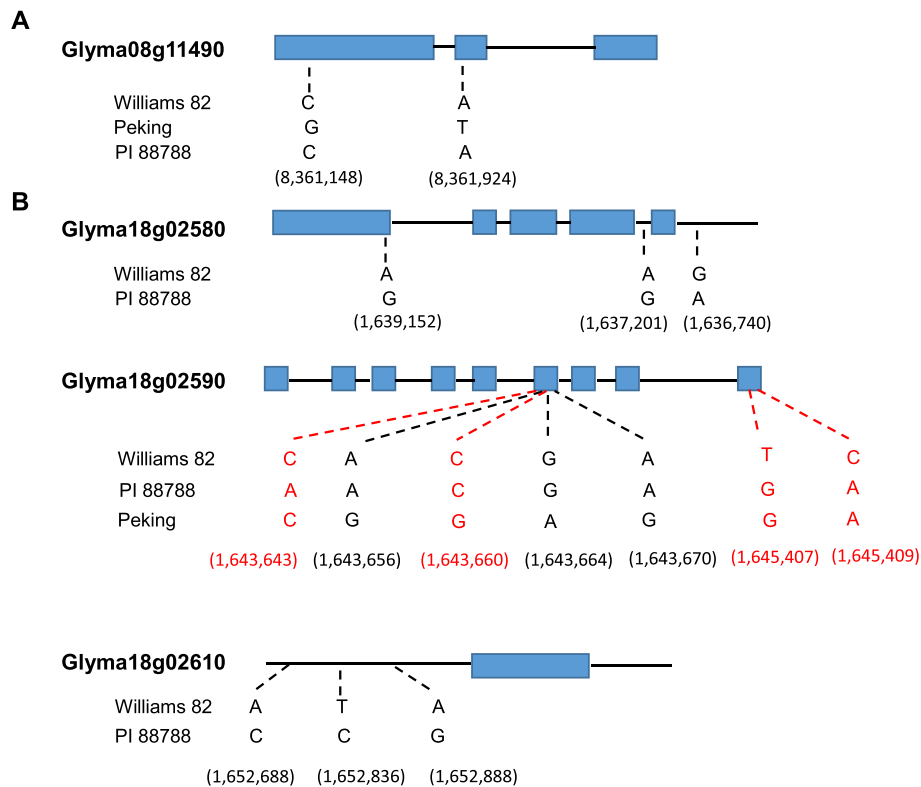 A
Glyma08g11490
Williams 82 C A
Peking G T
PI 88788 C A
(8,361,148) (8,361,924)
B
Glyma18g02580
Williams 82 A A G
PI 88788 G G A
(1,639,152) (1,637,201) (1,636,740)
Glyma18g02590
Williams 82 C A C G A T C
PI 88788 A A C G A G A
Peking C G G A G G A
(1,643,643) (1,643,656) (1,643,660) (1,643,664) (1,643,670) (1,645,407) (1,645,409)
Glyma18g02610
Williams 82 A T A
PI 88788 C C G
(1,652,688) (1,652,836) (1,652,888)